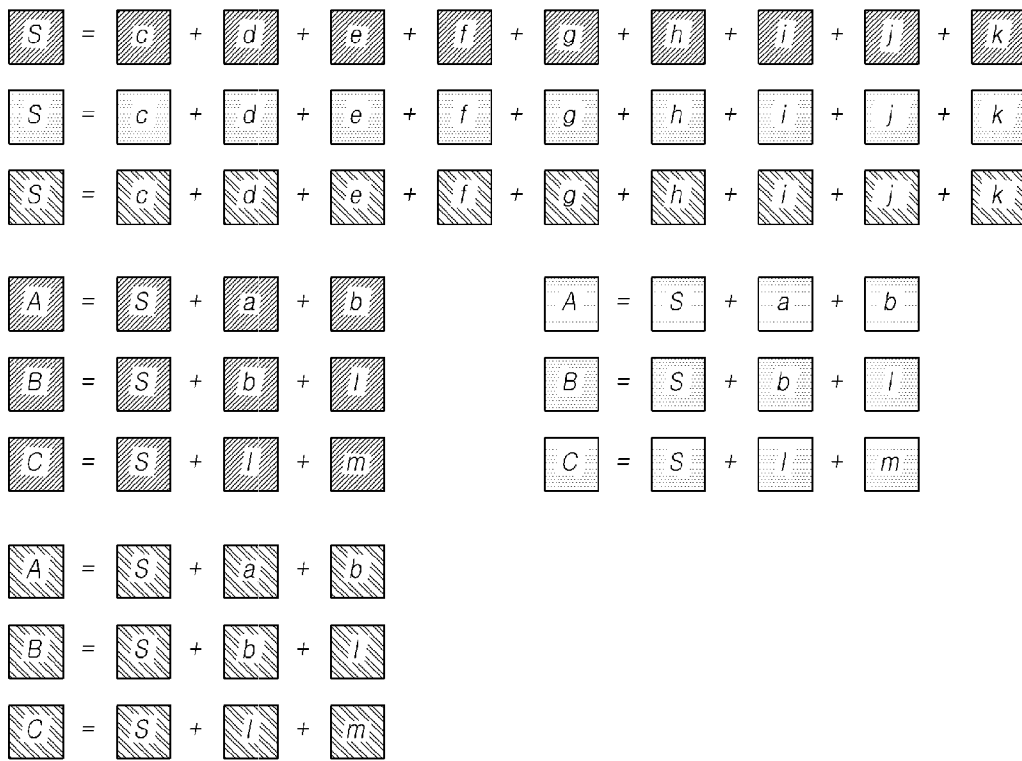 S = c + d + e + f + g + h + i + j + k
S = c + d + e + f + g + h + i + j + k
S = c + d + e + f + g + h + i + j + k
A = S + a + b
A = S + a + b
B = S + b + l
B = S + b + l
C = S + l + m
C = S + l + m
A = S + a + b
B = S + b + l
C = S + l + m